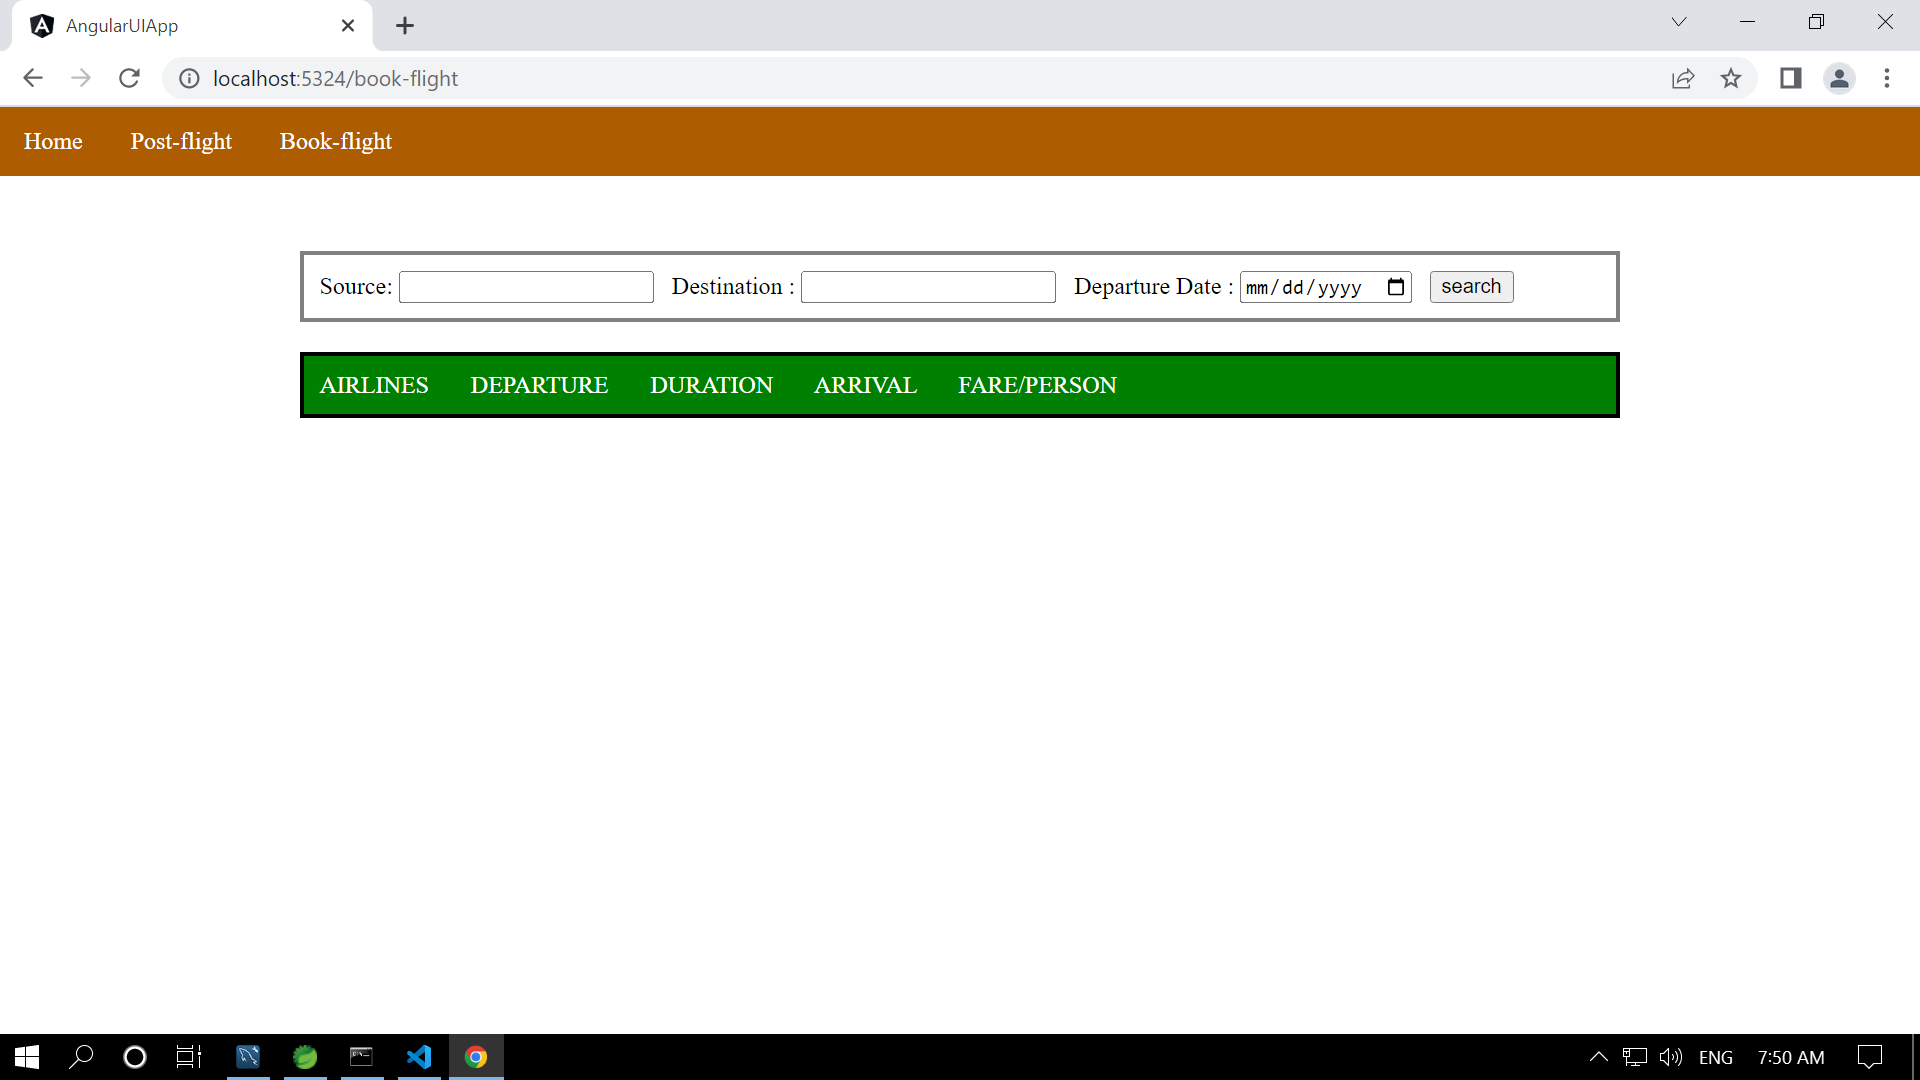 AngularUIApp
localhost:5324/book-flight
Home Post-flight Book-flight
Source: Destination : Departure Date : mm/dd/yyyy search
AIRLINES DEPARTURE DURATION ARRIVAL FARE/PERSON
ENG 7:50 AM